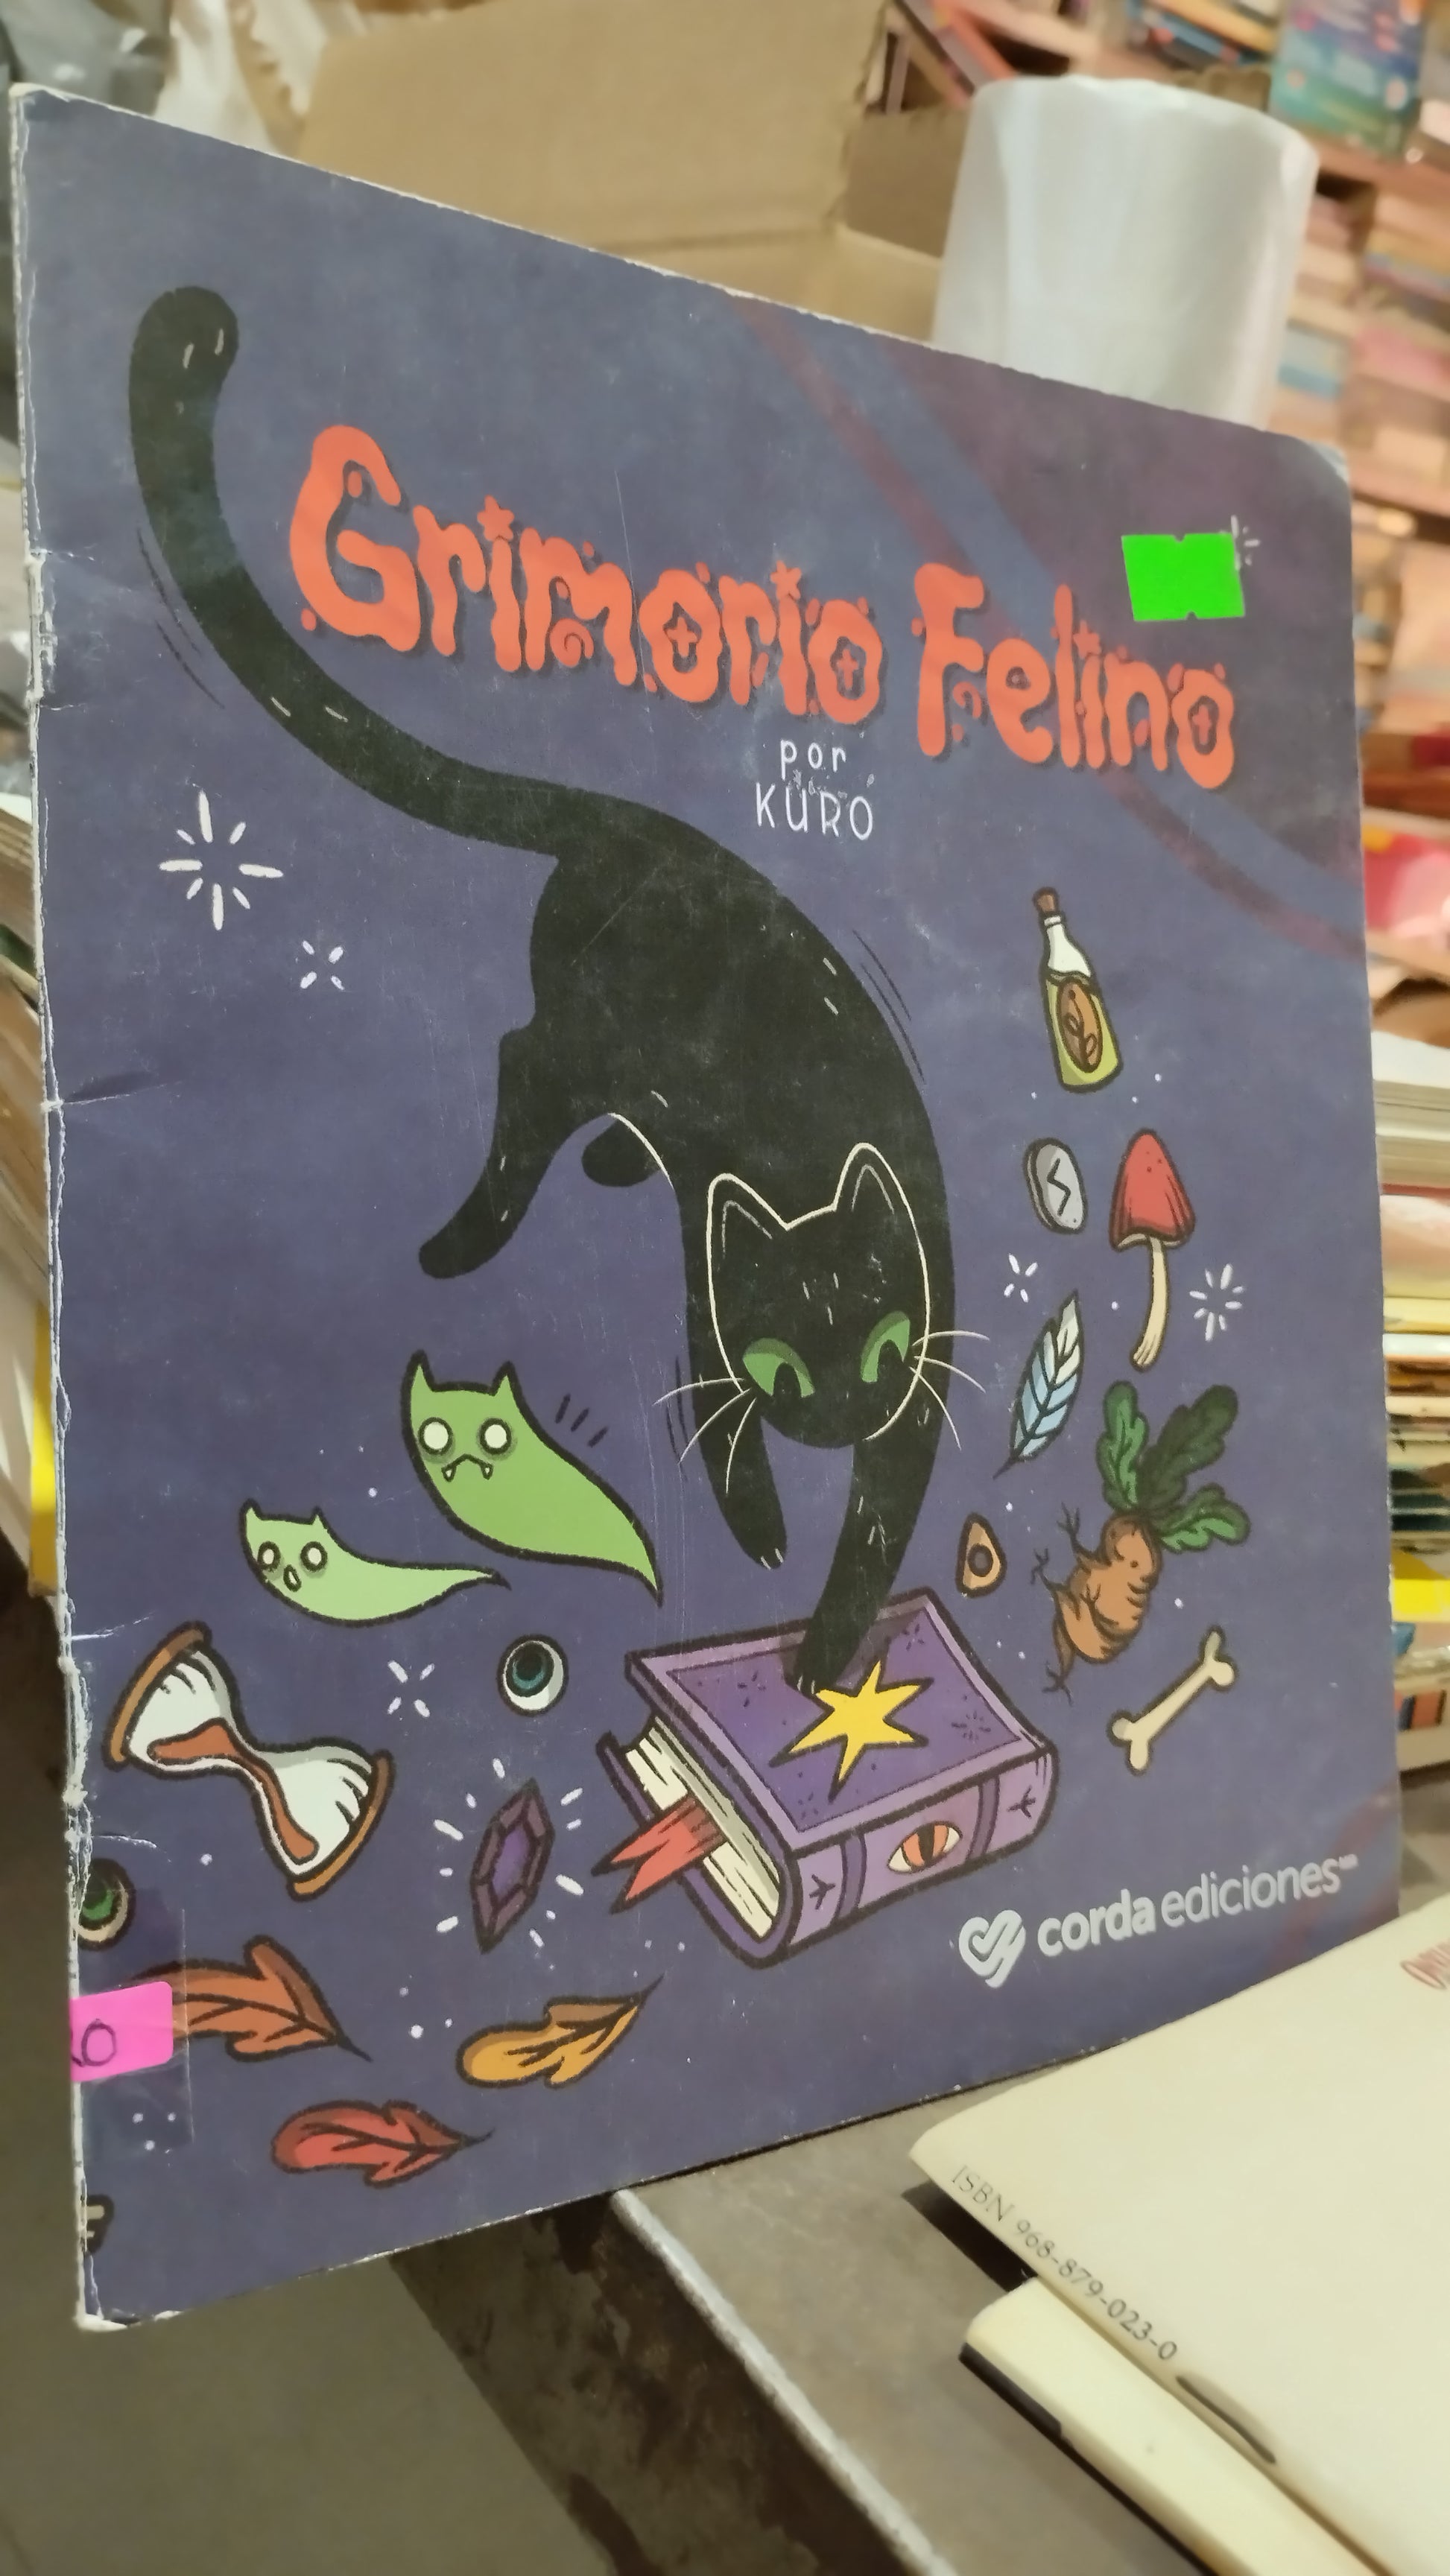 Grimorio Felino
por
KURO
corda ediciones
ISBN 968-879-023-0